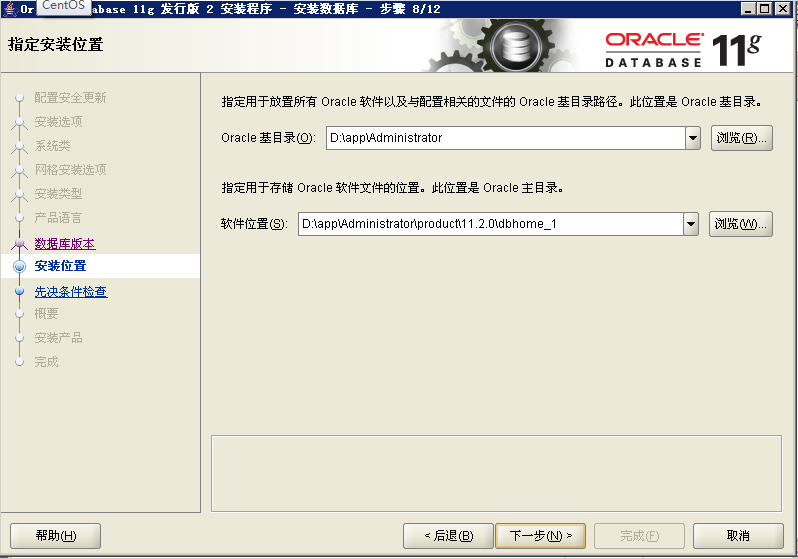 CentOS
Or abase 11g 发行版 2 安装程序 - 安装数据库 - 步骤 8/12
指定安装位置
ORACLE
DATABASE
11g
配置安全更新
安装选项
系统类
网格安装选项
安装类型
产品语言
数据库版本
安装位置
先决条件检查
概要
安装产品
完成
指定用于放置所有 Oracle 软件以及与配置相关的文件的 Oracle 基目录路径。此位置是 Oracle 基目录。
Oracle 基目录(O): D:\app\Administrator 浏览(R)...
指定用于存储 Oracle 软件文件的位置。此位置是 Oracle 主目录。
软件位置(S): D:\app\Administrator\product\11.2.0\dbhome_1 浏览(W)...
帮助(H) < 后退(B) 下一步(N) > 完成(F) 取消